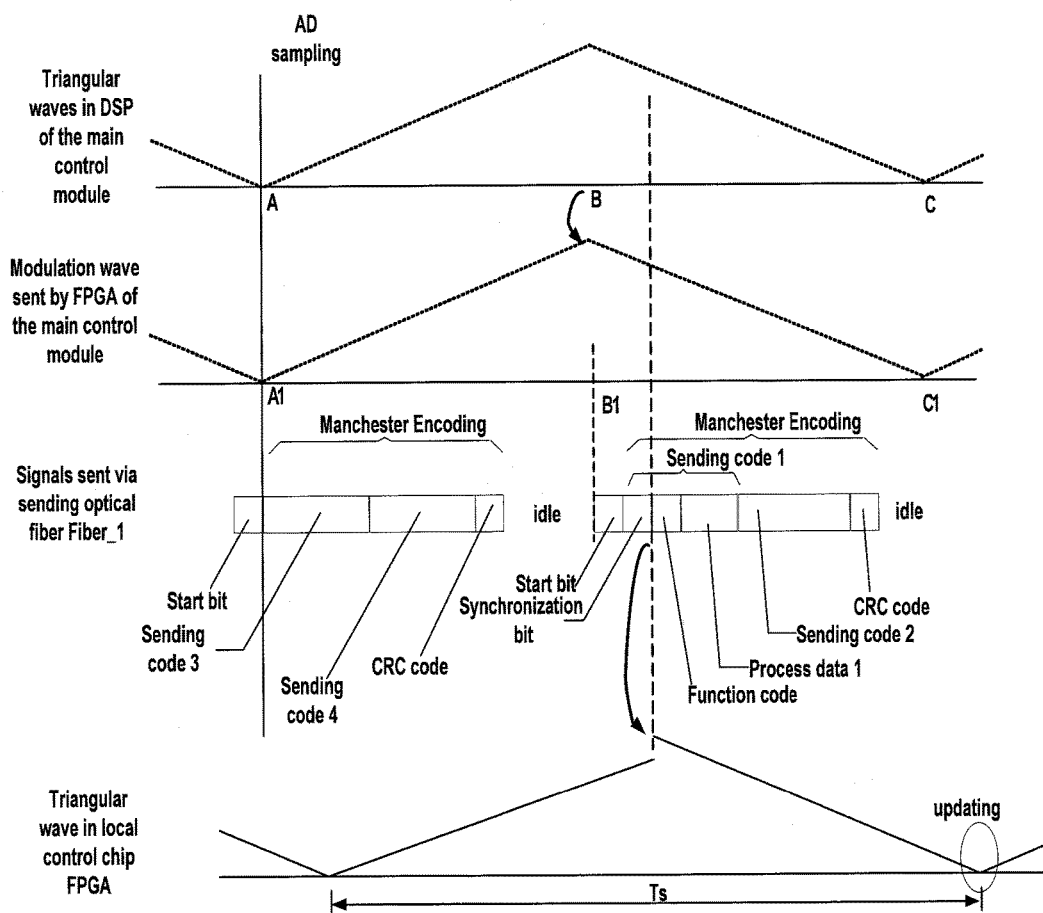 AD
sampling
Triangular
waves in DSP
of the main
control
module
A
B
C
Modulation wave
sent by FPGA of
the main control
module
A1
B1
C1
Manchester Encoding
Manchester Encoding
Sending code 1
Signals sent via
sending optical
fiber Fiber_1
idle
idle
Start bit
Sending
code 3
Sending
code 4
CRC code
Start bit
Synchronization
bit
CRC code
Sending code 2
Process data 1
Function code
Triangular
wave in local
control chip
FPGA
updating
Ts